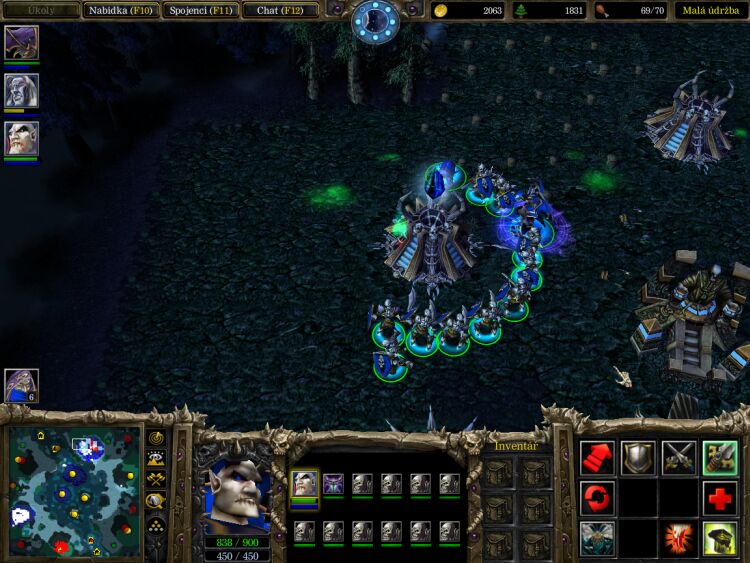 Úkoly
Nabídka (F10)
Spojenci (F11)
Chat (F12)
2063
1831
69/70
Malá údržba
6
Inventář
838 / 900
450 / 450